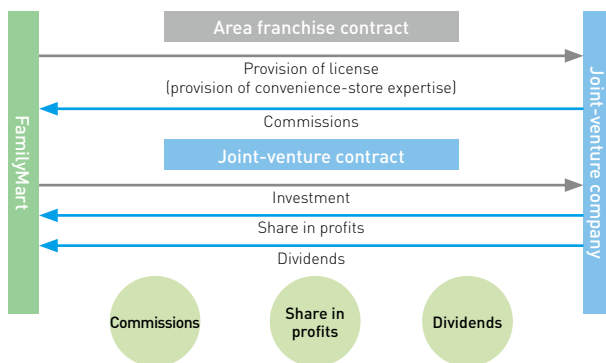 Area franchise contract
Provision of license
(provision of convenience-store expertise)
Commissions
FamilyMart
Joint-venture company
Joint-venture contract
Investment
Share in profits
Dividends
Commissions
Share in
profits
Dividends